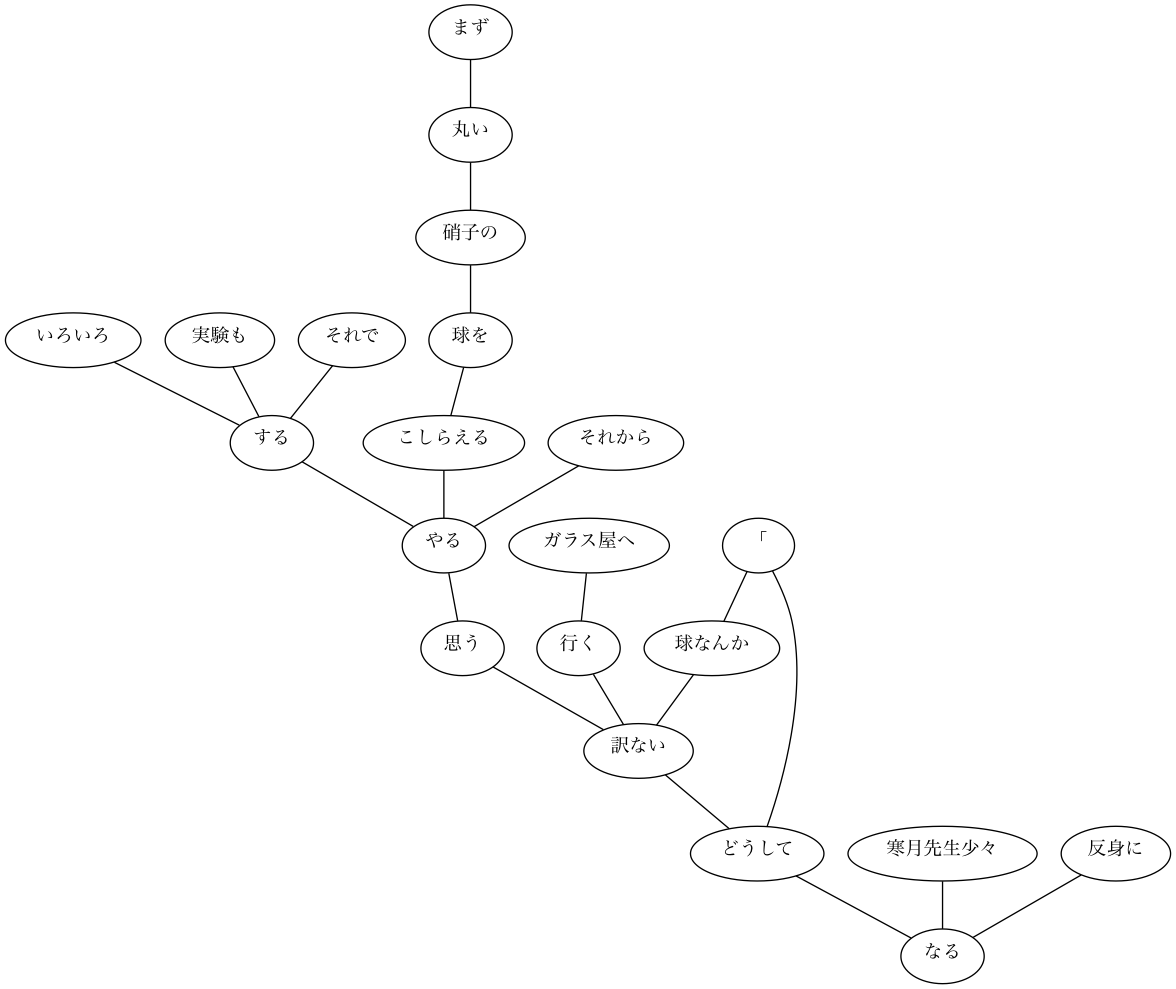 まず
丸い
硝子の
いろいろ
実験も
それで
球を
する
こしらえる
それから
やる
ガラス屋へ
「
思う
行く
球なんか
訳ない
どうして
寒月先生少々
反身に
なる